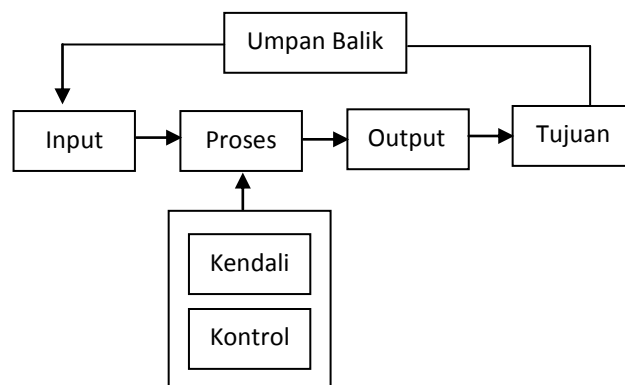 Umpan Balik
Input
Proses
Output
Tujuan
Kendali
Kontrol